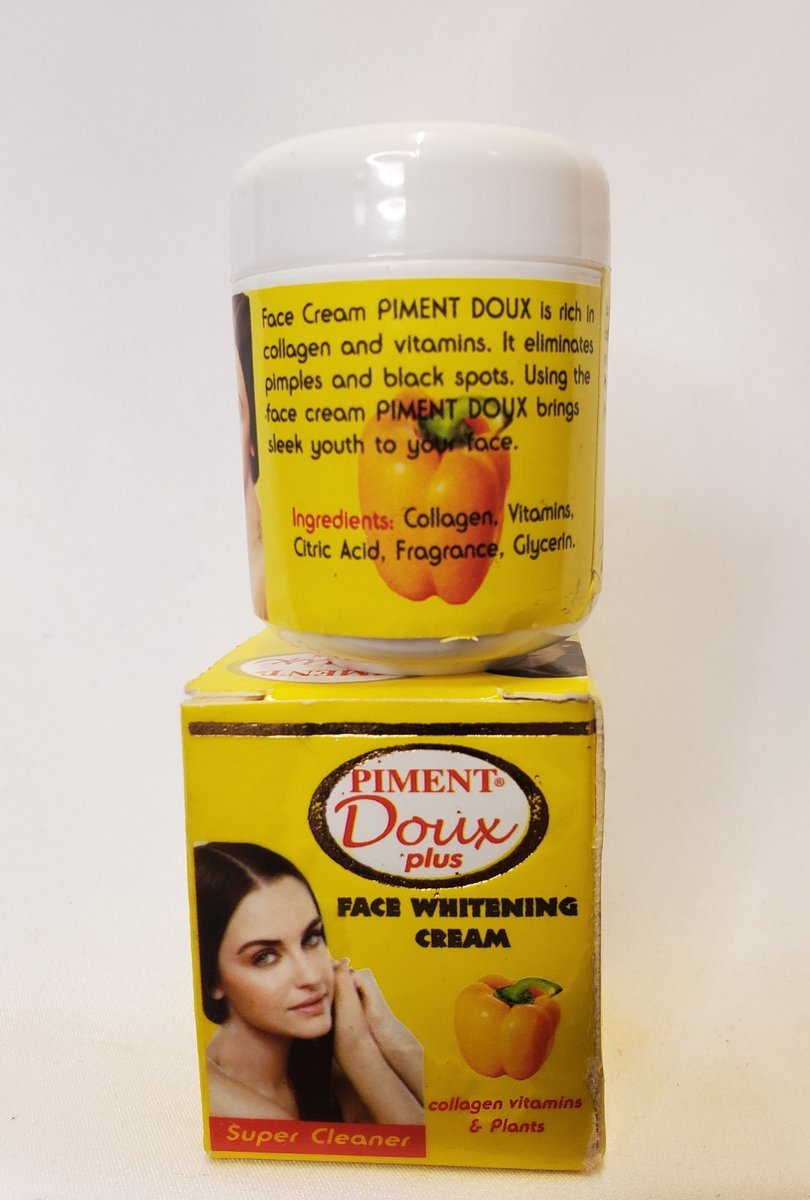 Face Cream PIMENT DOUX is rich in
collagen and vitamins. It eliminates
pimples and black spots. Using the
face cream PIMENT DOUX brings
sleek youth to your face.
Ingredients: Collagen, Vitamins,
Citric Acid, Fragrance, Glycerin.
PIMENT®
Doux
plus
FACE WHITENING
CREAM
collagen vitamins
& Plants
Super Cleaner